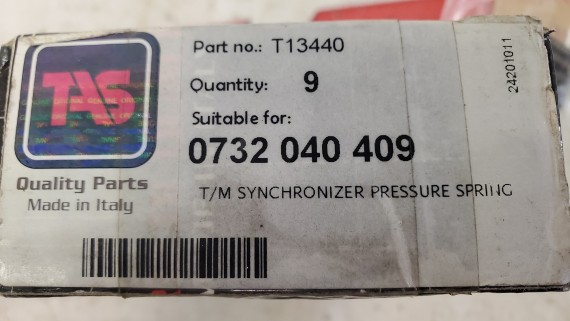 TAS
Quality Parts
Made in Italy
Part no.: T13440
Quantity: 9
Suitable for:
0732 040 409
T/M SYNCHRONIZER PRESSURE SPRING
24201011